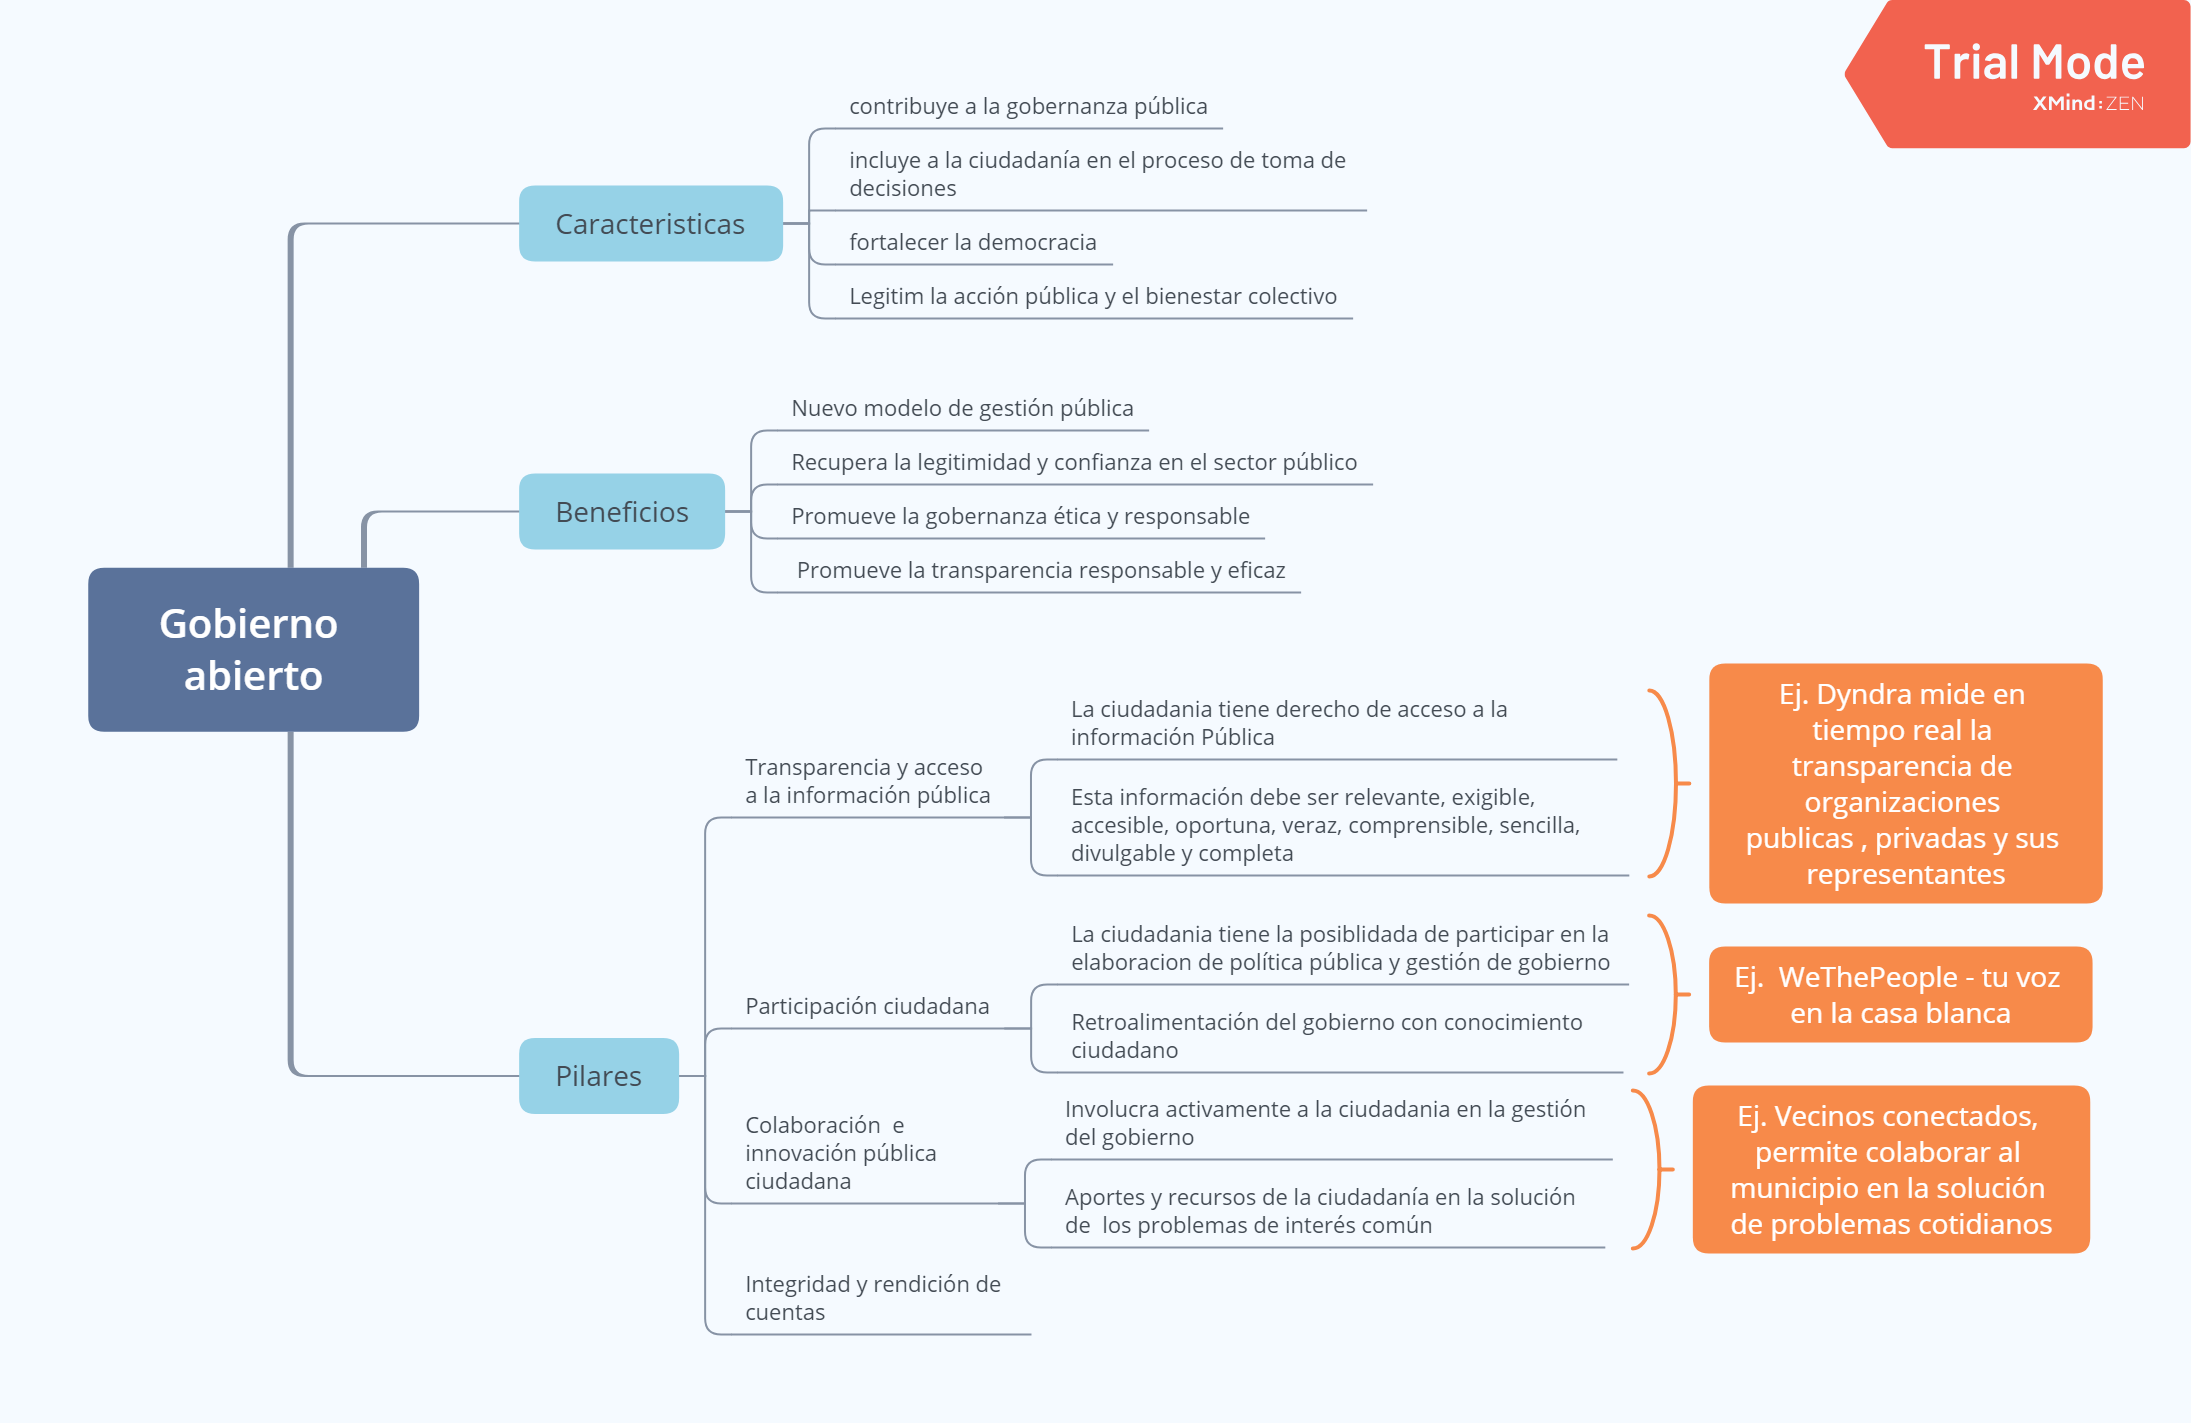 Trial Mode
XMind:ZEN
contribuye a la gobernanza pública
incluye a la ciudadanía en el proceso de toma de
decisiones
Caracteristicas
fortalecer la democracia
Legitim la acción pública y el bienestar colectivo
Nuevo modelo de gestión pública
Recupera la legitimidad y confianza en el sector público
Beneficios
Promueve la gobernanza ética y responsable
Promueve la transparencia responsable y eficaz
Gobierno
abierto
Pilares
Transparencia y acceso
a la información pública
La ciudadania tiene derecho de acceso a la
información Pública
Esta información debe ser relevante, exigible,
accesible, oportuna, veraz, comprensible, sencilla,
divulgable y completa
Ej. Dyndra mide en
tiempo real la
transparencia de
organizaciones
publicas , privadas y sus
representantes
Participación ciudadana
La ciudadania tiene la posiblidada de participar en la
elaboracion de política pública y gestión de gobierno
Retroalimentación del gobierno con conocimiento
ciudadano
Ej.  WeThePeople - tu voz
en la casa blanca
Colaboración  e
innovación pública
ciudadana
Involucra activamente a la ciudadania en la gestión
del gobierno
Aportes y recursos de la ciudadanía en la solución
de  los problemas de interés común
Ej. Vecinos conectados,
permite colaborar al
municipio en la solución
de problemas cotidianos
Integridad y rendición de
cuentas